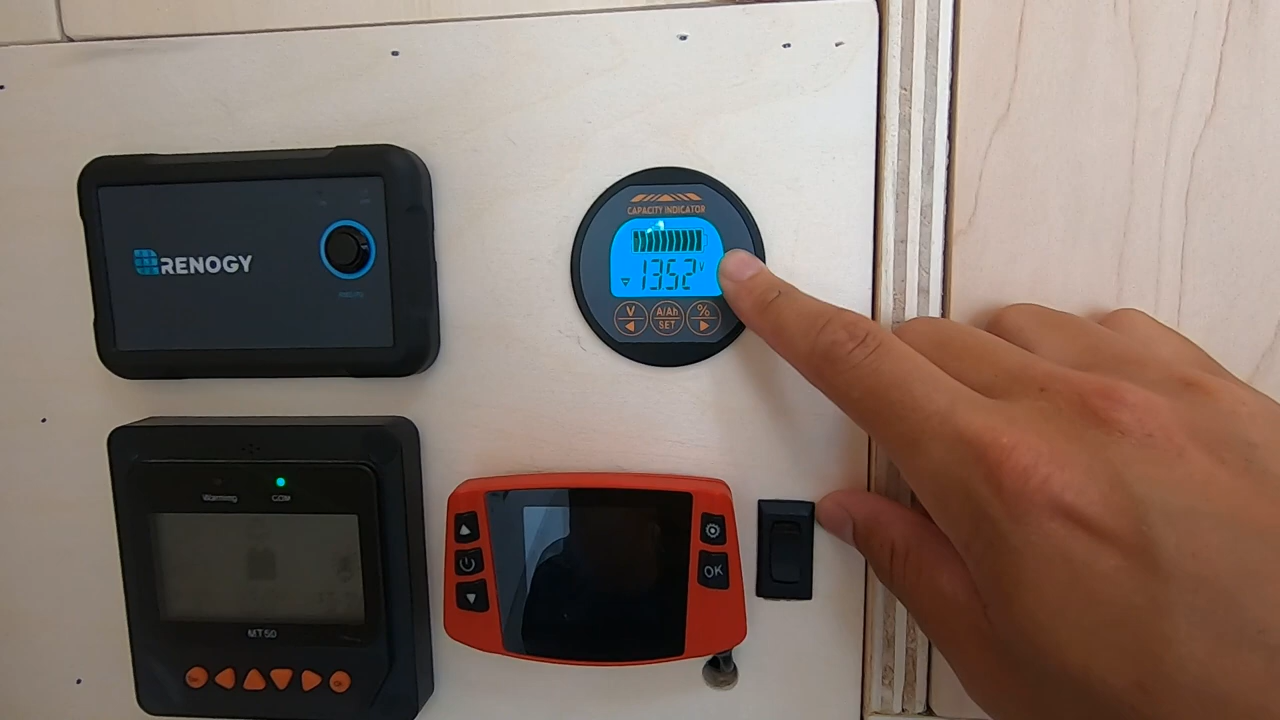 RENOGY
CAPACITY INDICATOR
13.52 V
V
A/Ah
SET
%
Warning
COM
MT50
OK